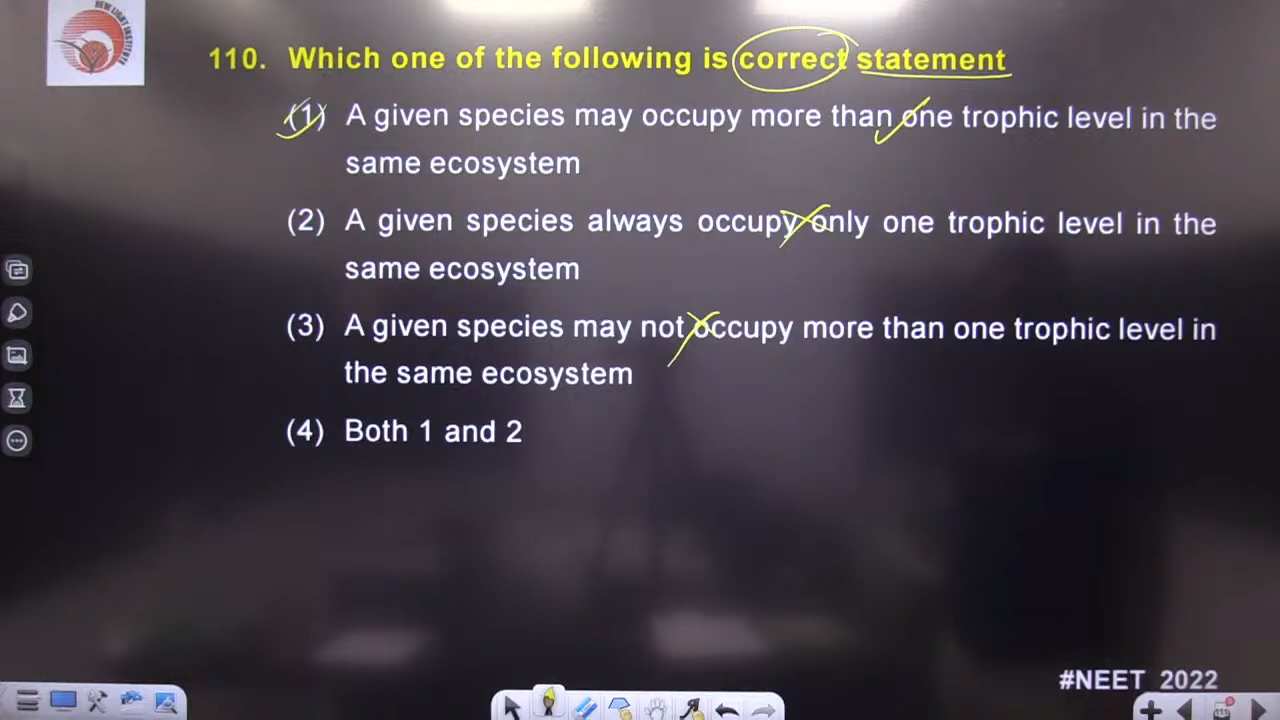 NEW LIGHT INSTITUTE
110. Which one of the following is correct statement
(1) A given species may occupy more than one trophic level in the
same ecosystem
(2) A given species always occupy only one trophic level in the
same ecosystem
(3) A given species may not occupy more than one trophic level in
the same ecosystem
(4) Both 1 and 2
#NEET 2022